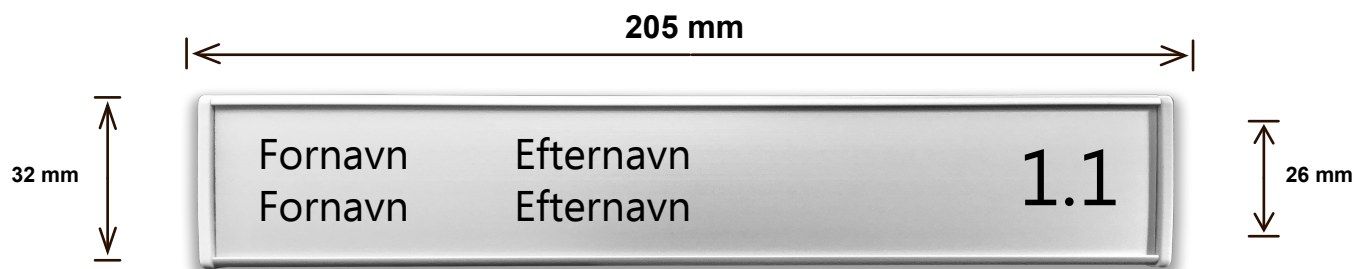 205 mm
32 mm
Fornavn Efternavn 1.1
Fornavn Efternavn
26 mm